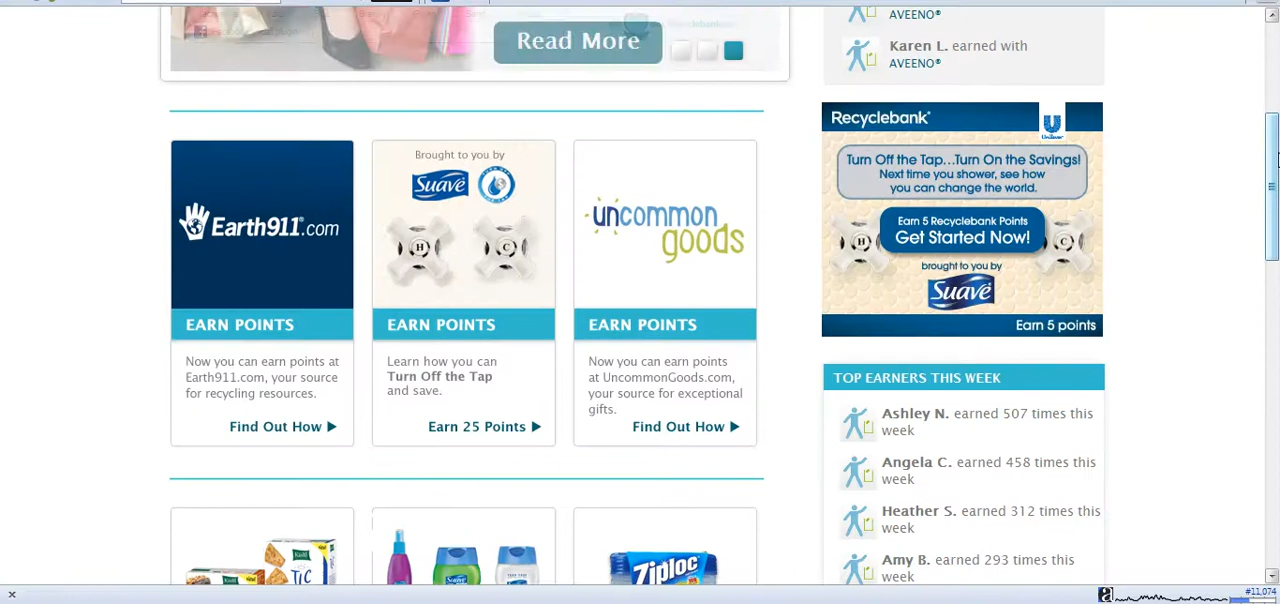 Read More
Earth911.com
EARN POINTS
Now you can earn points at
Earth911.com, your source
for recycling resources.
Find Out How
Brought to you by
Suave
H
C
EARN POINTS
Learn how you can
Turn Off the Tap
and save.
Earn 25 Points
uncommon
goods
EARN POINTS
Now you can earn points
at UncommonGoods.com,
your source for exceptional
gifts.
Find Out How
Kashi
TLC
Suave
Ziploc
AVEENO®
Karen L. earned with
AVEENO®
Recyclebank®
Unilever
Turn Off the Tap...Turn On the Savings!
Next time you shower, see how
you can change the world.
H
C
Earn 5 Recyclebank Points
Get Started Now!
brought to you by
Suave
Earn 5 points
TOP EARNERS THIS WEEK
Ashley N. earned 507 times this
week
Angela C. earned 458 times this
week
Heather S. earned 312 times this
week
Amy B. earned 293 times this
week
#11,074